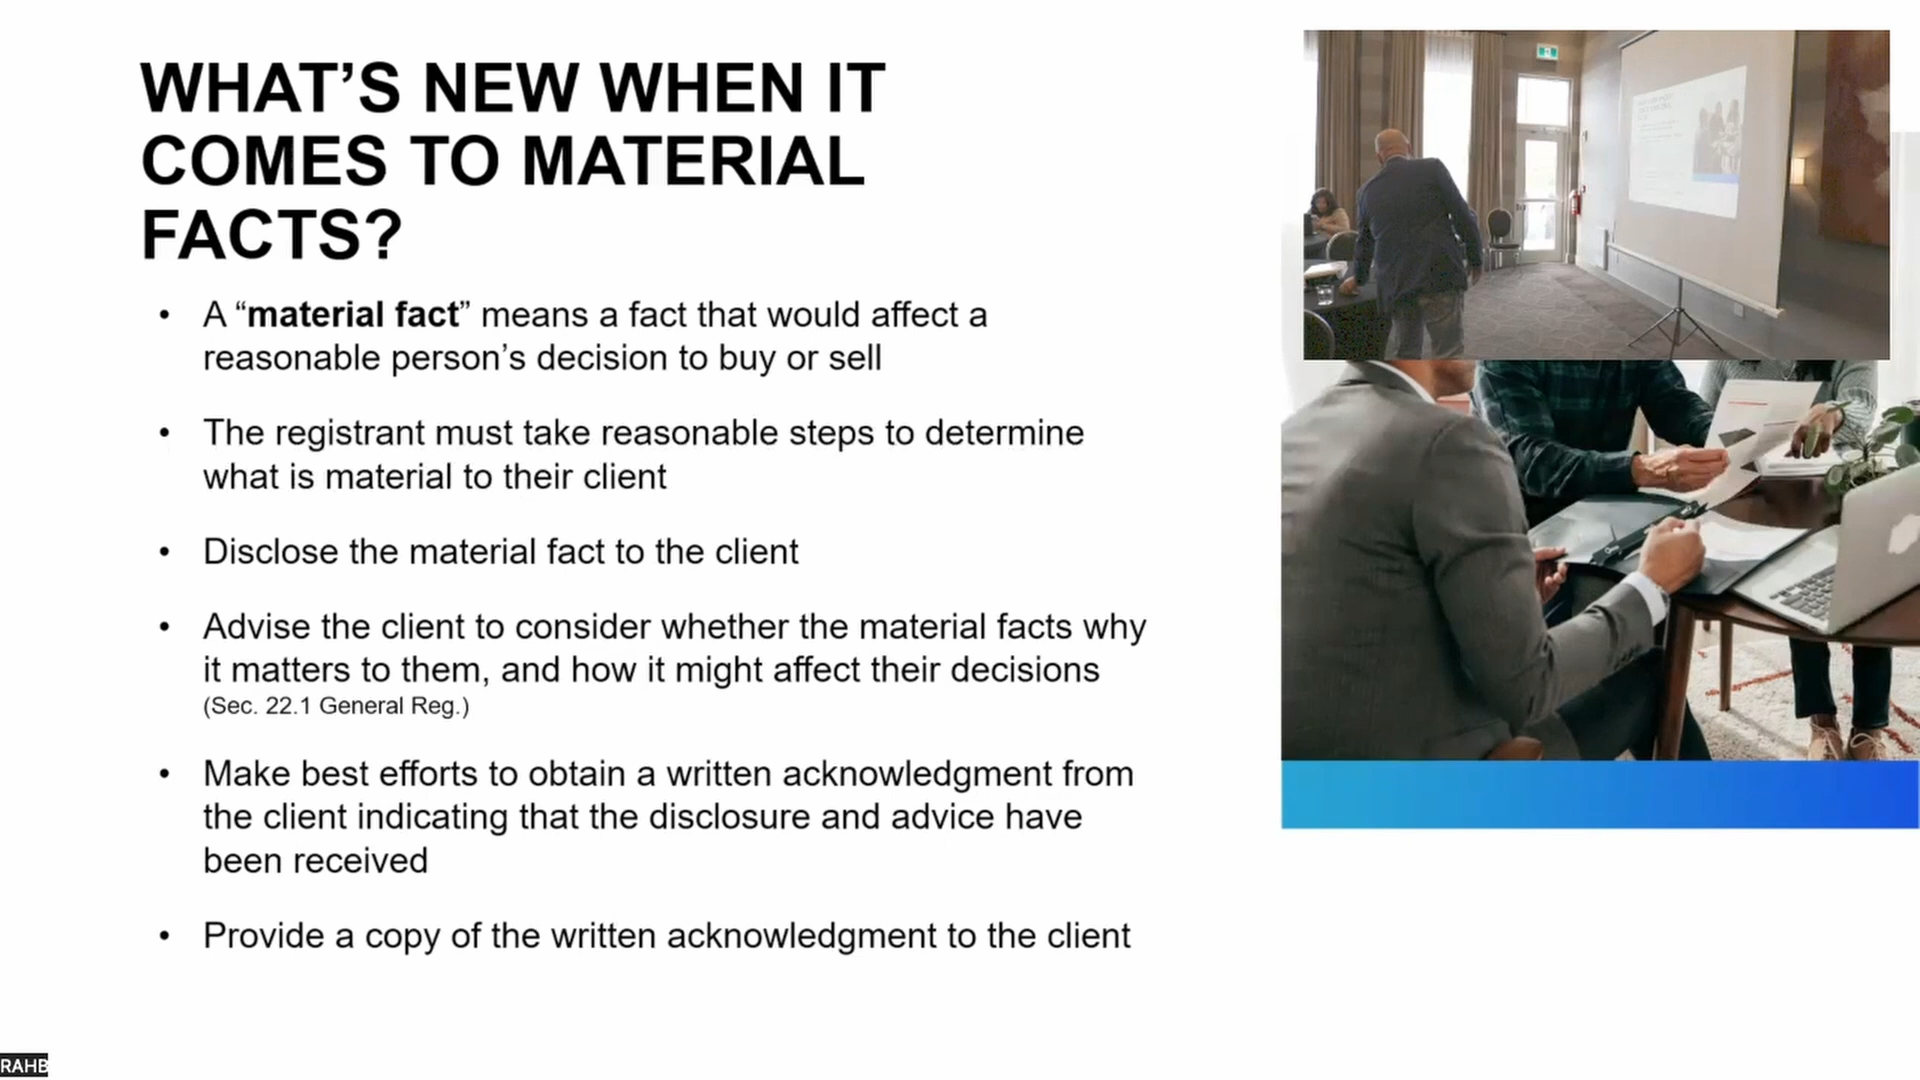 WHAT’S NEW WHEN IT
COMES TO MATERIAL
FACTS?
• A “material fact” means a fact that would affect a
reasonable person’s decision to buy or sell
• The registrant must take reasonable steps to determine
what is material to their client
• Disclose the material fact to the client
• Advise the client to consider whether the material facts why
it matters to them, and how it might affect their decisions
(Sec. 22.1 General Reg.)
• Make best efforts to obtain a written acknowledgment from
the client indicating that the disclosure and advice have
been received
• Provide a copy of the written acknowledgment to the client
RAHB